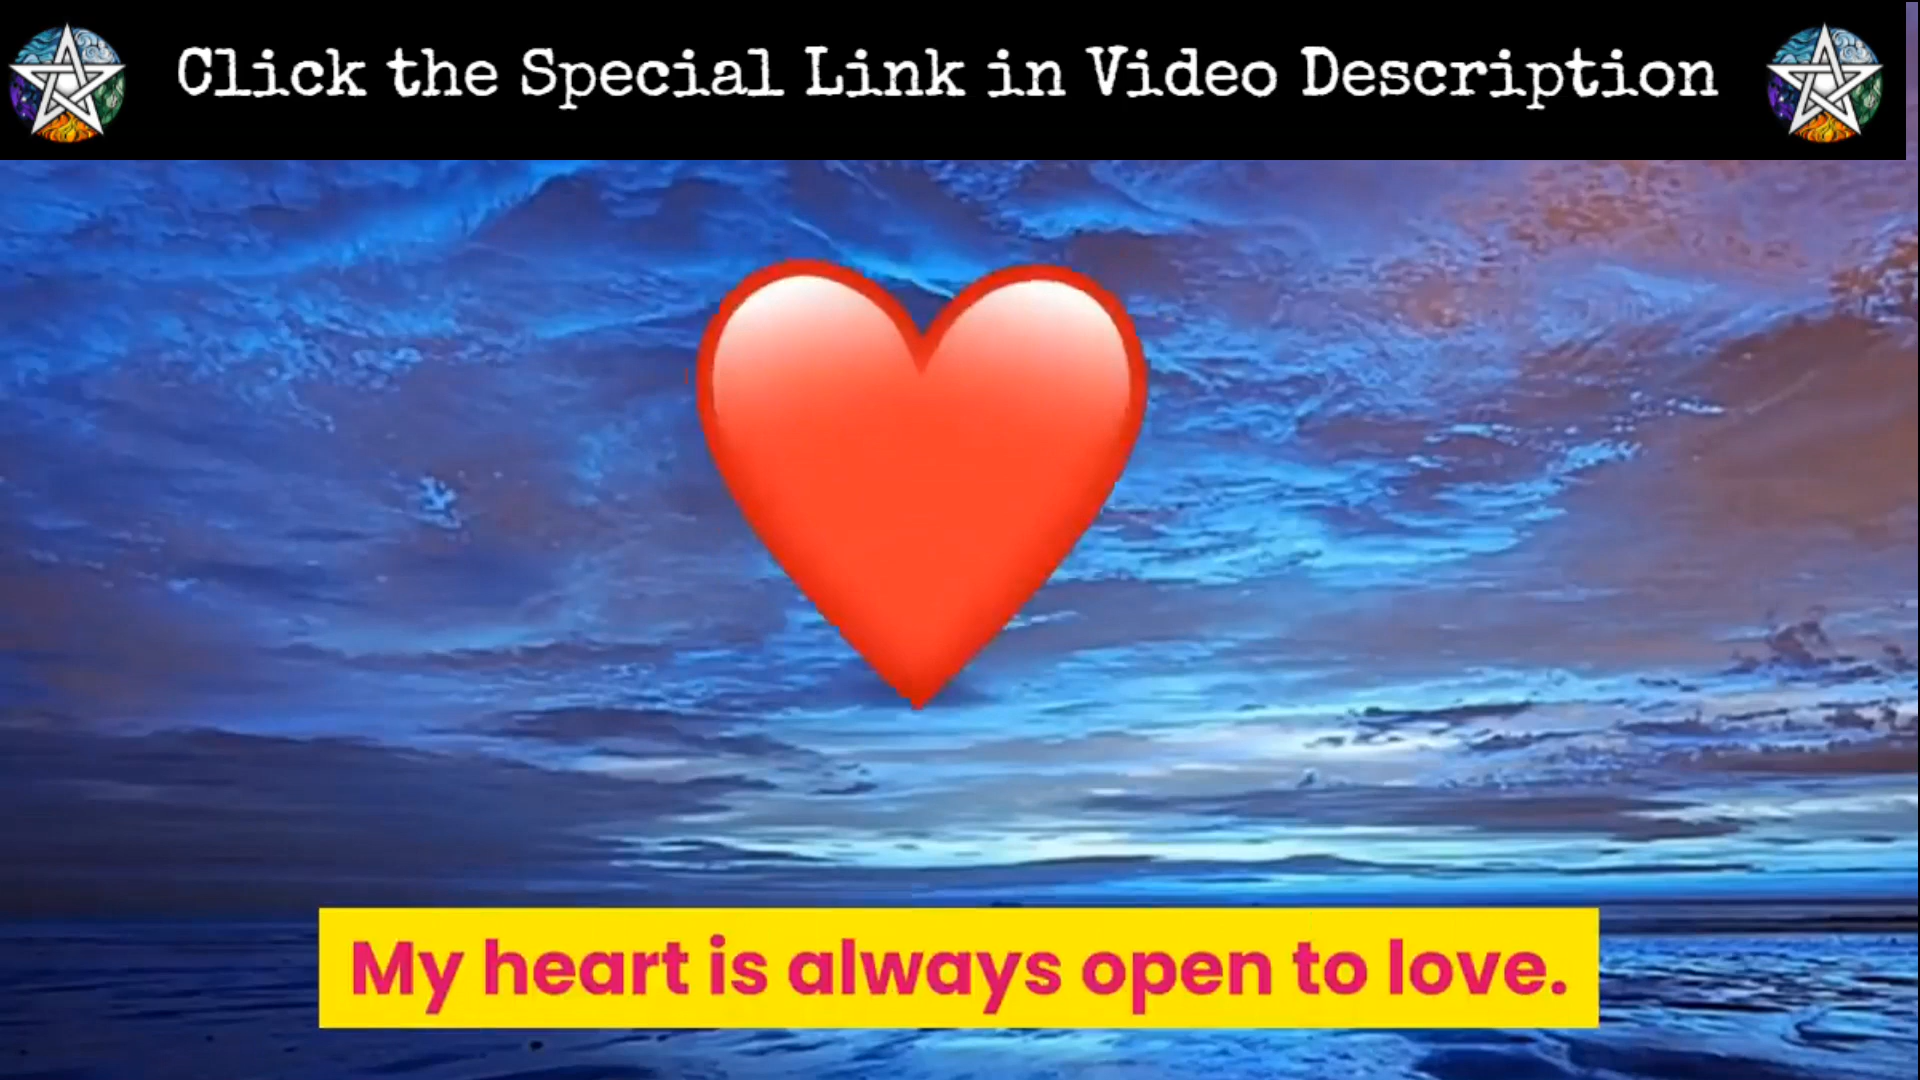 Click the Special Link in Video Description
My heart is always open to love.